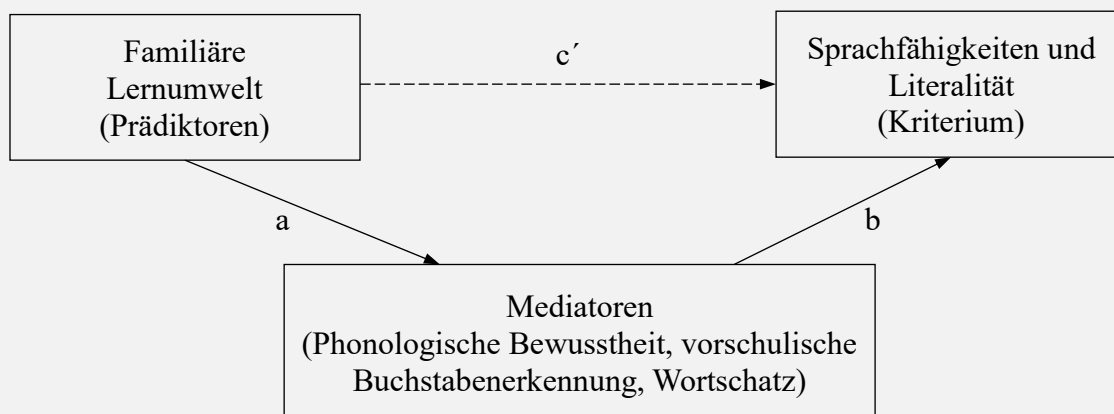 Familiäre
Lernumwelt
(Prädiktoren)
c´
Sprachfähigkeiten und
Literalität
(Kriterium)
a
b
Mediatoren
(Phonologische Bewusstheit, vorschulische
Buchstabenerkennung, Wortschatz)